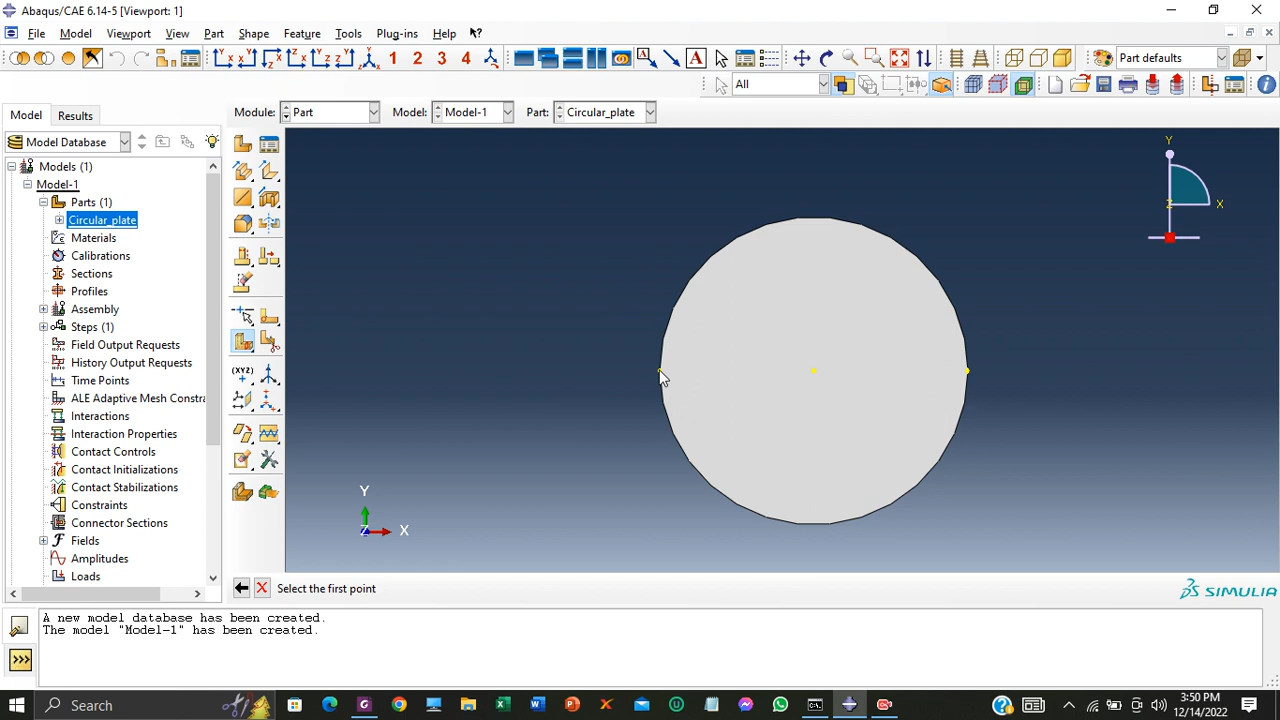 Abaqus/CAE 6.14-5 [Viewport: 1]
File Model Viewport View Part Shape Feature Tools Plug-ins Help
1 2 3 4 A Part defaults
All
Model Results
Module: Part Model: Model-1 Part: Circular_plate
Model Database
Models (1)
Model-1
Parts (1)
Circular_plate
Materials
Calibrations
Sections
Profiles
Assembly
Steps (1)
Field Output Requests
History Output Requests
Time Points
ALE Adaptive Mesh Constra
Interactions
Interaction Properties
Contact Controls
Contact Initializations
Contact Stabilizations
Constraints
Connector Sections
Fields
Amplitudes
Loads
(XYZ)
Y
Z X
Y
Z X
Select the first point
SIMULIA
A new model database has been created.
The model "Model-1" has been created.
>>>
Search
3:50 PM
12/14/2022